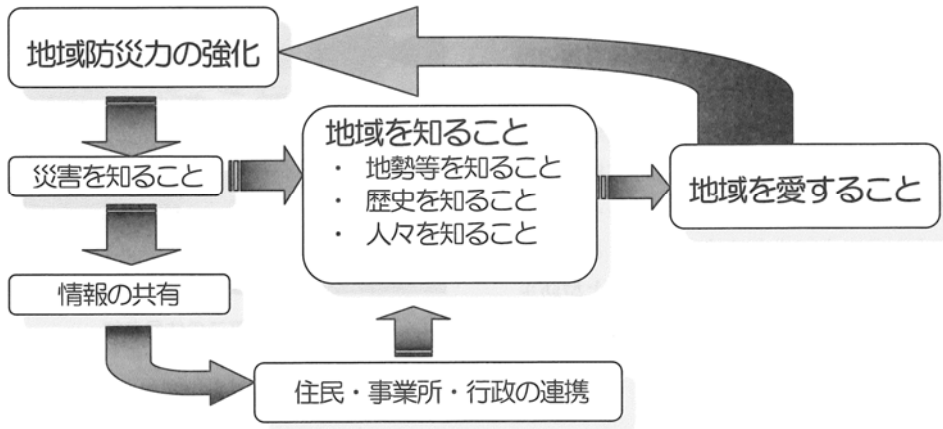 地域防災力の強化
災害を知ること
情報の共有
地域を知ること
・ 地勢等を知ること
・ 歴史を知ること
・ 人々を知ること
地域を愛すること
住民・事業所・行政の連携